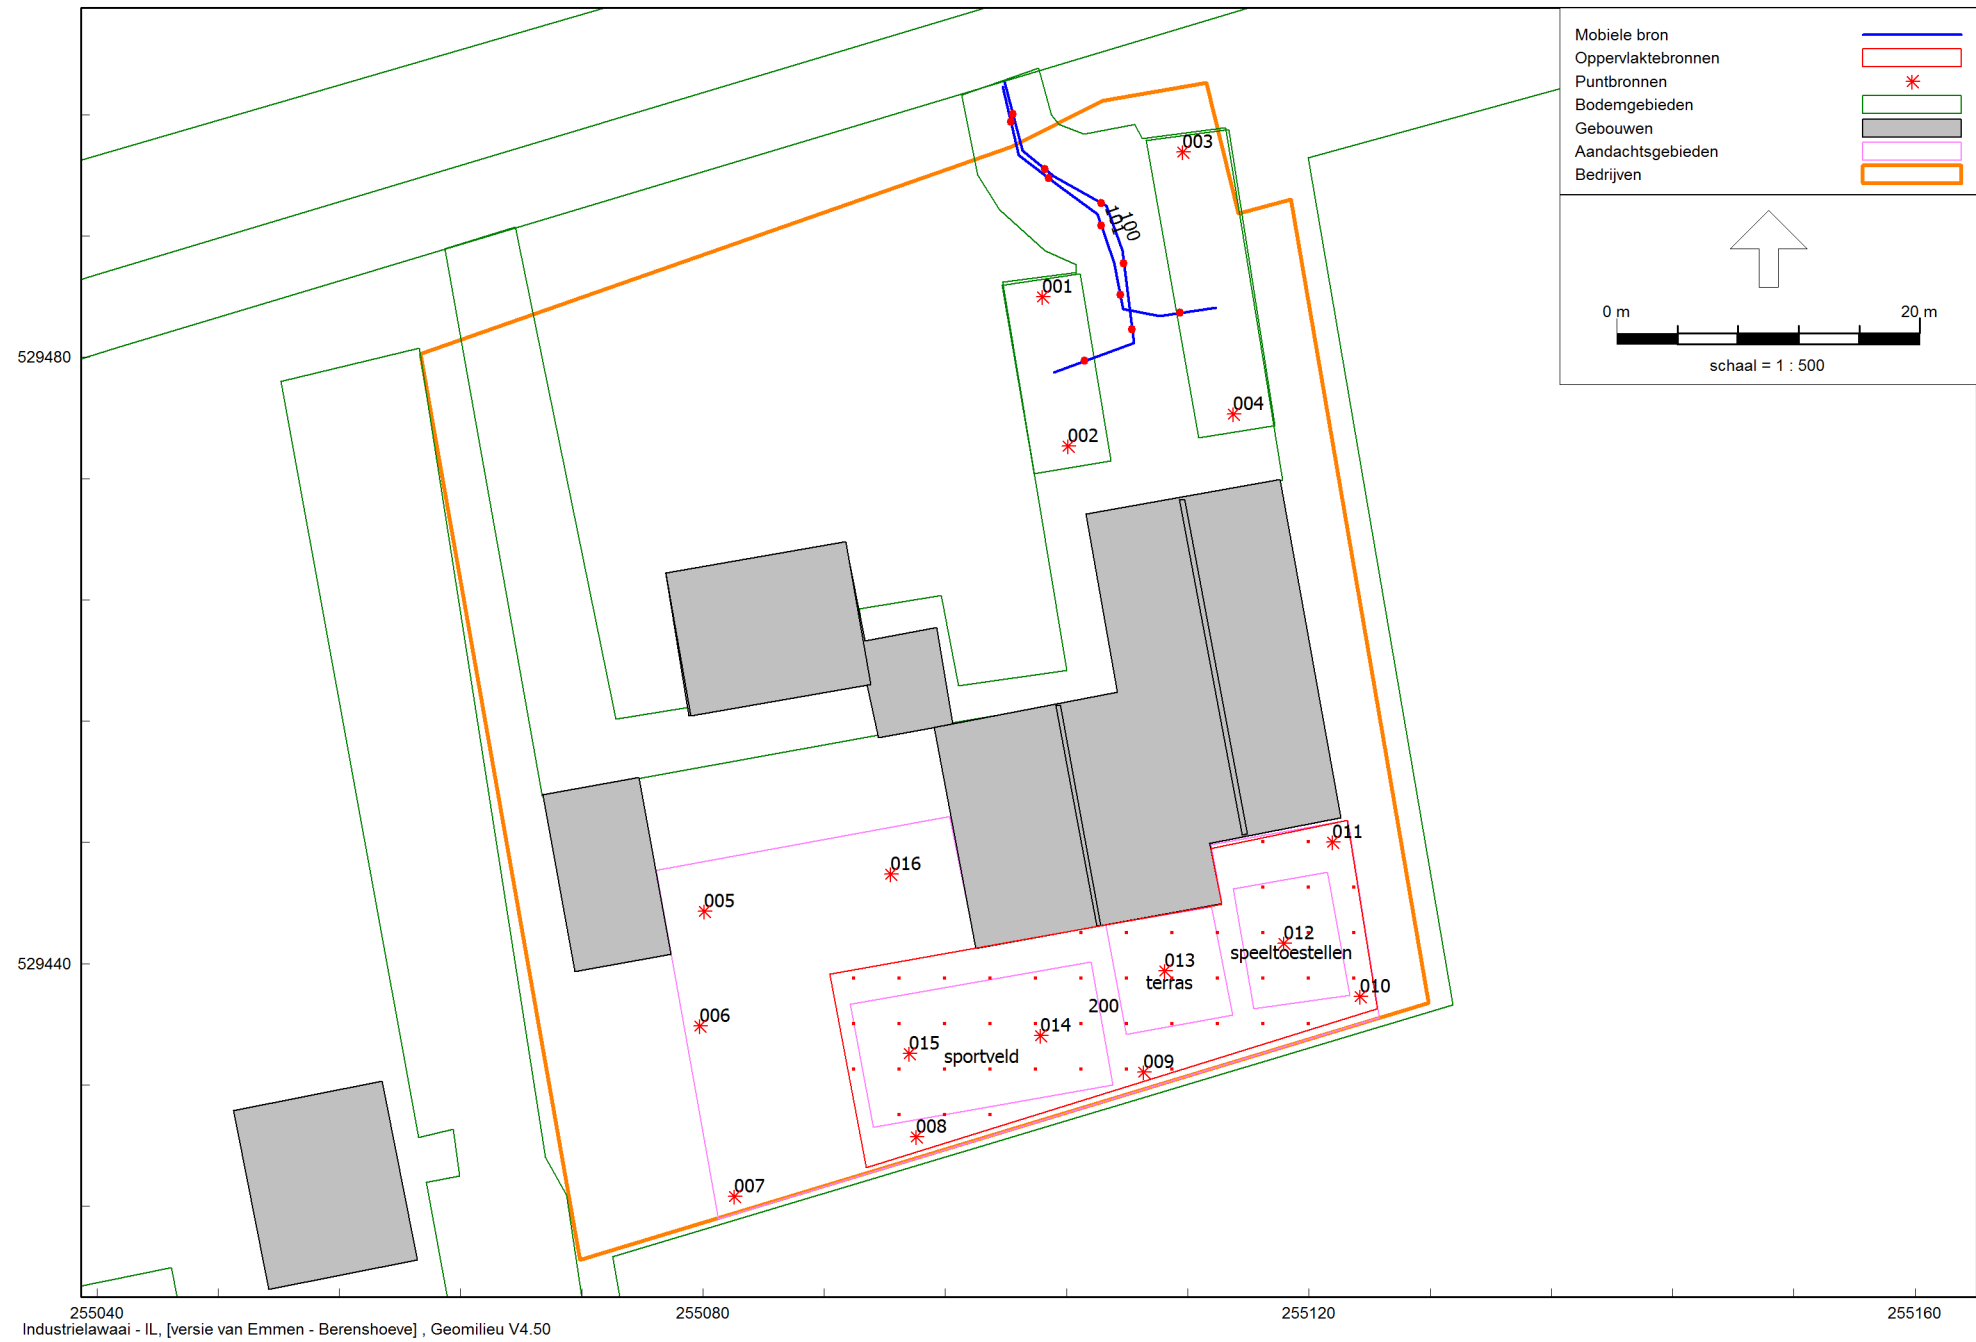 Mobiele bron
Oppervlaktebronnen
Puntbronnen
Bodemgebieden
Gebouwen
Aandachtsgebieden
Bedrijven
0 m
20 m
schaal = 1 : 500
003
101
100
001
529480
004
002
011
016
005
012
speeltoestellen
529440
013
terras
010
200
006
014
015
sportveld
009
008
007
255040
255080
255120
255160
Industrielawaai - IL, [versie van Emmen - Berenshoeve] , Geomilieu V4.50